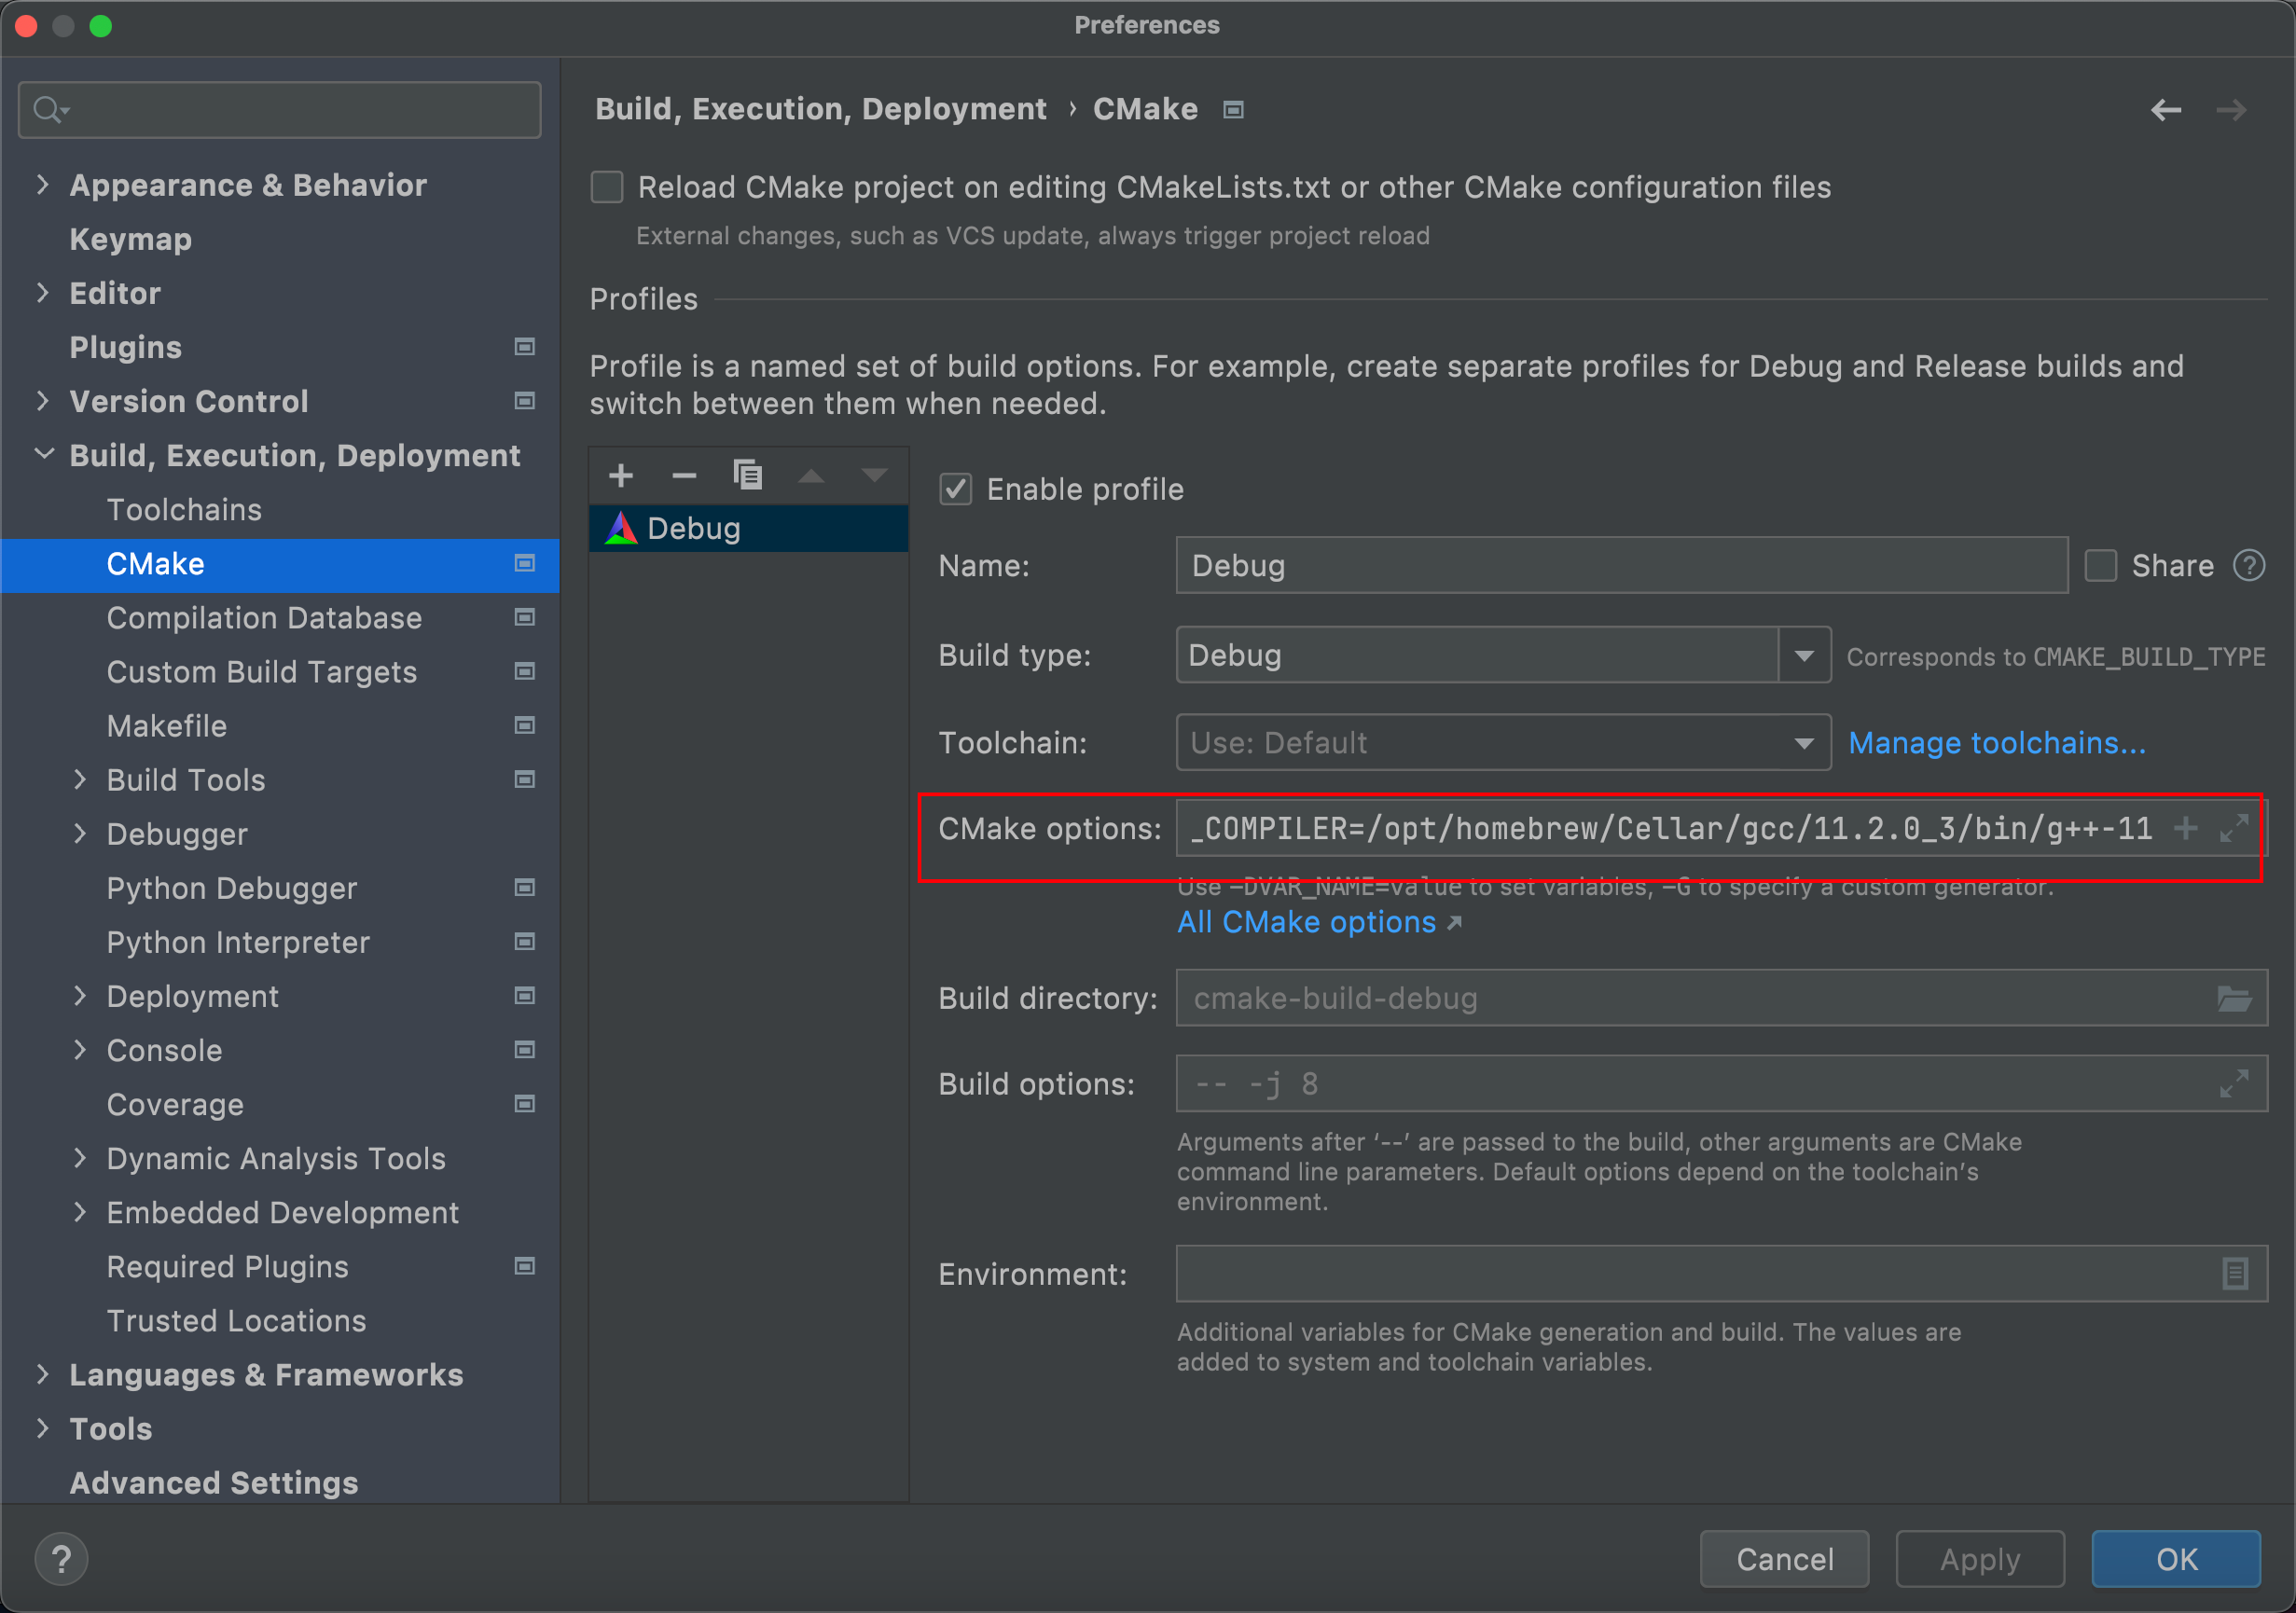 Preferences
Appearance & Behavior
Keymap
Editor
Plugins
Version Control
Build, Execution, Deployment
Toolchains
CMake
Compilation Database
Custom Build Targets
Makefile
Build Tools
Debugger
Python Debugger
Python Interpreter
Deployment
Console
Coverage
Dynamic Analysis Tools
Embedded Development
Required Plugins
Trusted Locations
Languages & Frameworks
Tools
Advanced Settings
Build, Execution, Deployment › CMake
Reload CMake project on editing CMakeLists.txt or other CMake configuration files
External changes, such as VCS update, always trigger project reload
Profiles
Profile is a named set of build options. For example, create separate profiles for Debug and Release builds and
switch between them when needed.
Debug
Enable profile
Name: Debug Share ?
Build type: Debug Corresponds to CMAKE_BUILD_TYPE
Toolchain: Use: Default Manage toolchains...
CMake options: _COMPILER=/opt/homebrew/Cellar/gcc/11.2.0_3/bin/g++-11
Use -DVAR_NAME=value to set variables, -G to specify a custom generator.
All CMake options ↗
Build directory: cmake-build-debug
Build options: -- -j 8
Arguments after ‘--’ are passed to the build, other arguments are CMake
command line parameters. Default options depend on the toolchain’s
environment.
Environment:
Additional variables for CMake generation and build. The values are
added to system and toolchain variables.
? Cancel Apply OK